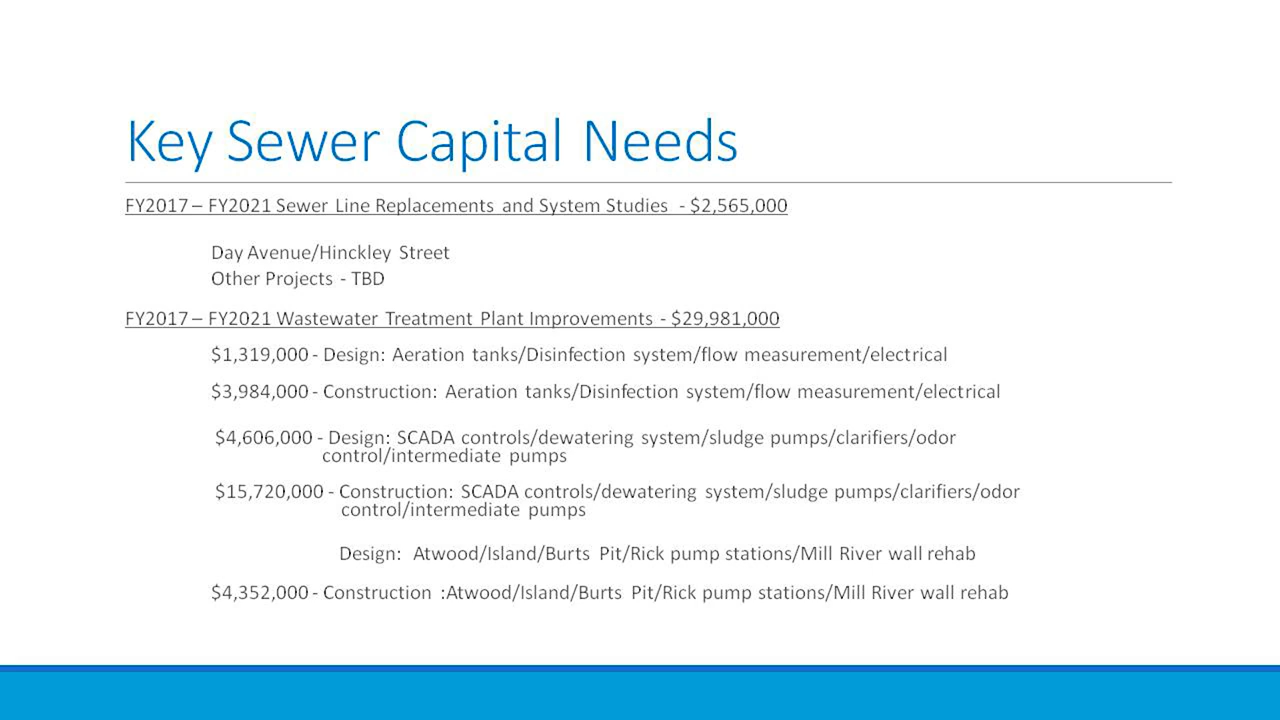 Key Sewer Capital Needs
FY2017 – FY2021 Sewer Line Replacements and System Studies - $2,565,000
Day Avenue/Hinckley Street
Other Projects - TBD
FY2017 – FY2021 Wastewater Treatment Plant Improvements - $29,981,000
$1,319,000 - Design: Aeration tanks/Disinfection system/flow measurement/electrical
$3,984,000 - Construction: Aeration tanks/Disinfection system/flow measurement/electrical
$4,606,000 - Design: SCADA controls/dewatering system/sludge pumps/clarifiers/odor
control/intermediate pumps
$15,720,000 - Construction: SCADA controls/dewatering system/sludge pumps/clarifiers/odor
control/intermediate pumps
Design: Atwood/Island/Burts Pit/Rick pump stations/Mill River wall rehab
$4,352,000 - Construction :Atwood/Island/Burts Pit/Rick pump stations/Mill River wall rehab